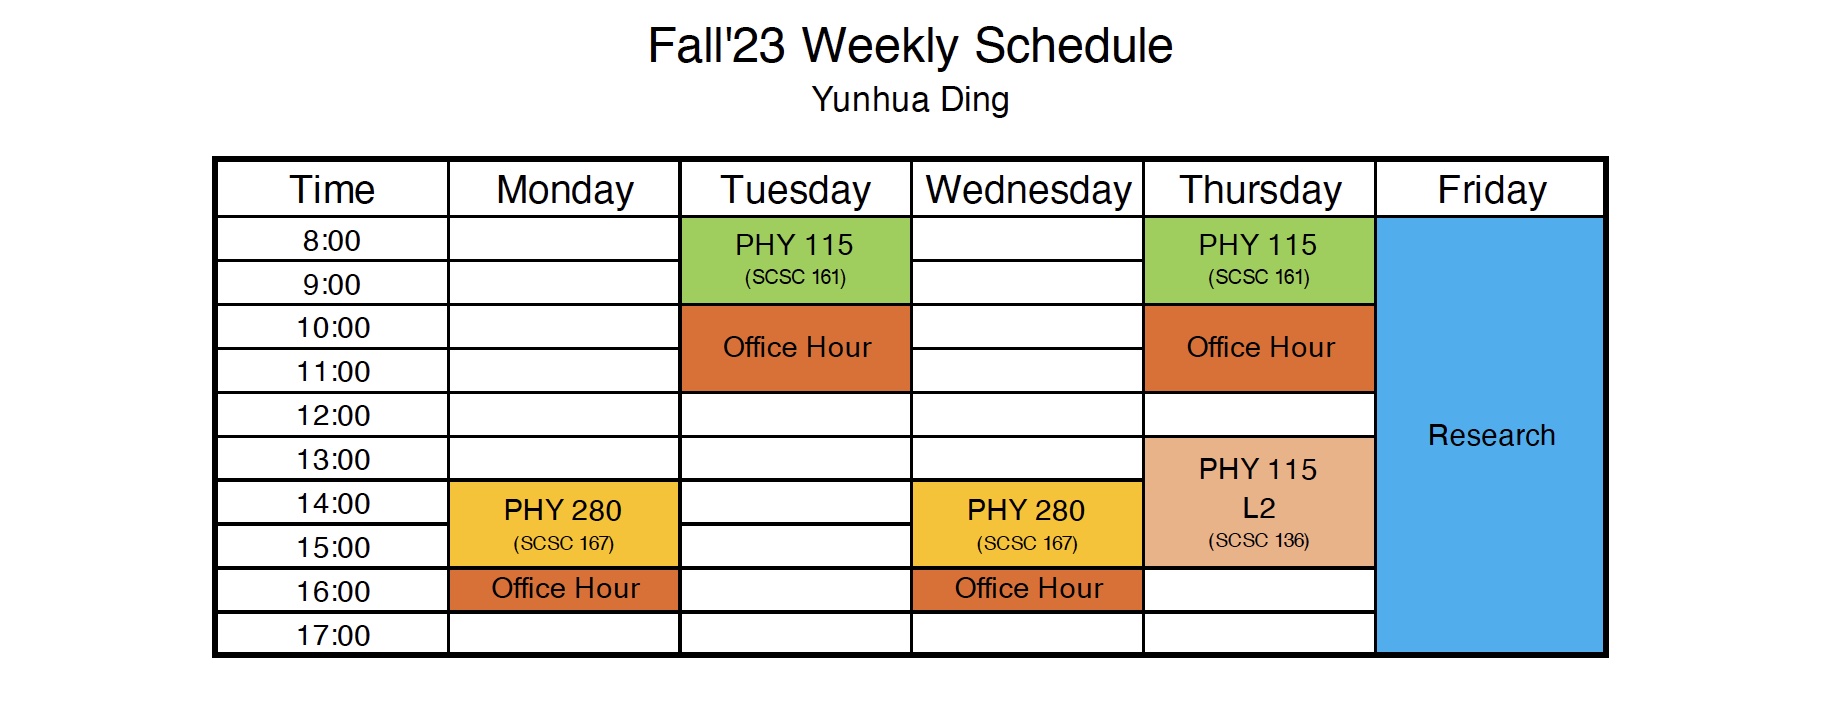 Fall'23 Weekly Schedule
Yunhua Ding
Time Monday Tuesday Wednesday Thursday Friday
8:00 PHY 115 PHY 115
(SCSC 161) (SCSC 161)
9:00
10:00
Office Hour Office Hour
11:00
12:00
Research
13:00 PHY 115
14:00 PHY 280 PHY 280 L2
15:00 (SCSC 167) (SCSC 167) (SCSC 136)
16:00 Office Hour Office Hour
17:00